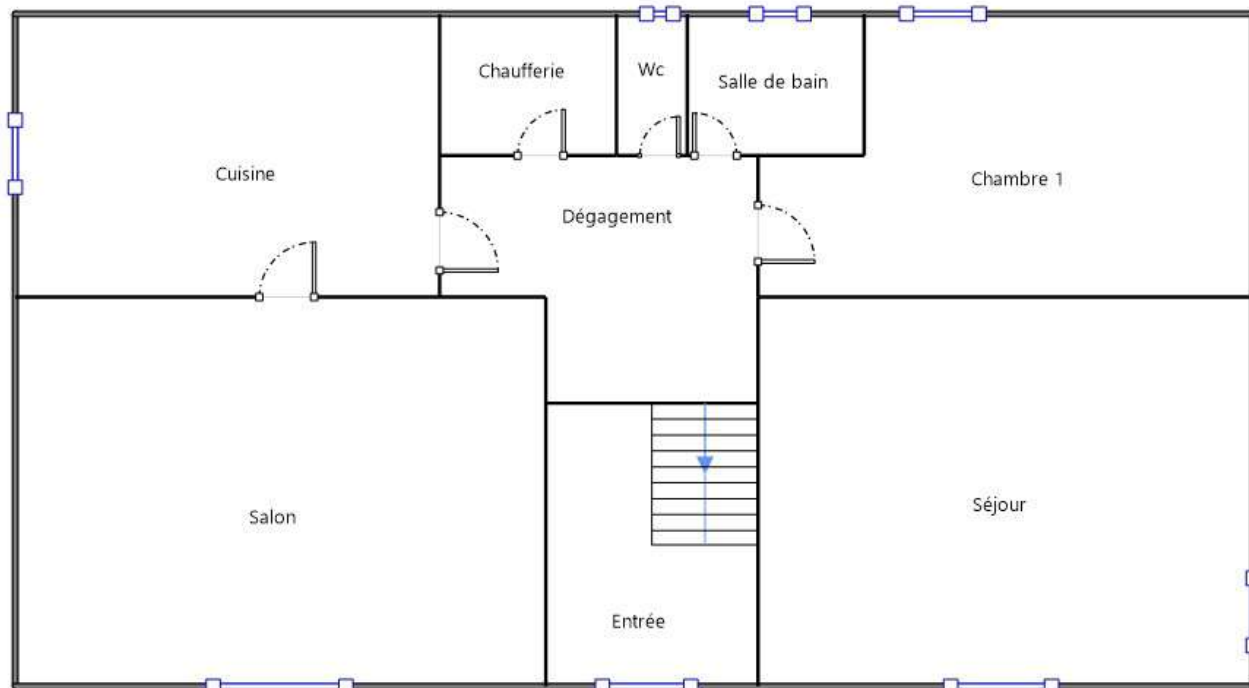 Chaufferie
Wc
Salle de bain
Cuisine
Chambre 1
Dégagement
Salon
Séjour
Entrée